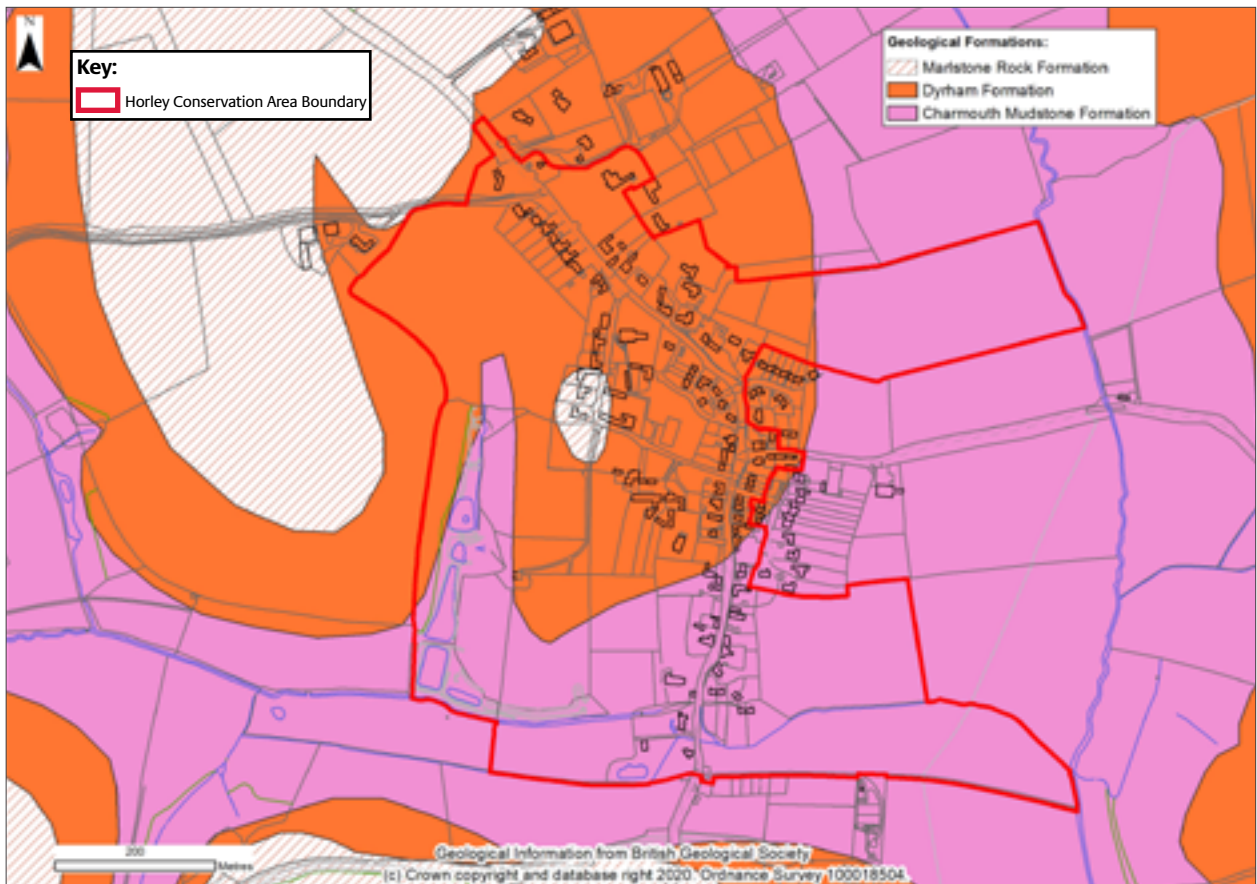 N
Key:
Horley Conservation Area Boundary
Geological Formations:
Marlstone Rock Formation
Dyrham Formation
Charmouth Mudstone Formation
200
Metres
Geological Information from British Geological Society
(c) Crown copyright and database right 2020. Ordnance Survey 100018504